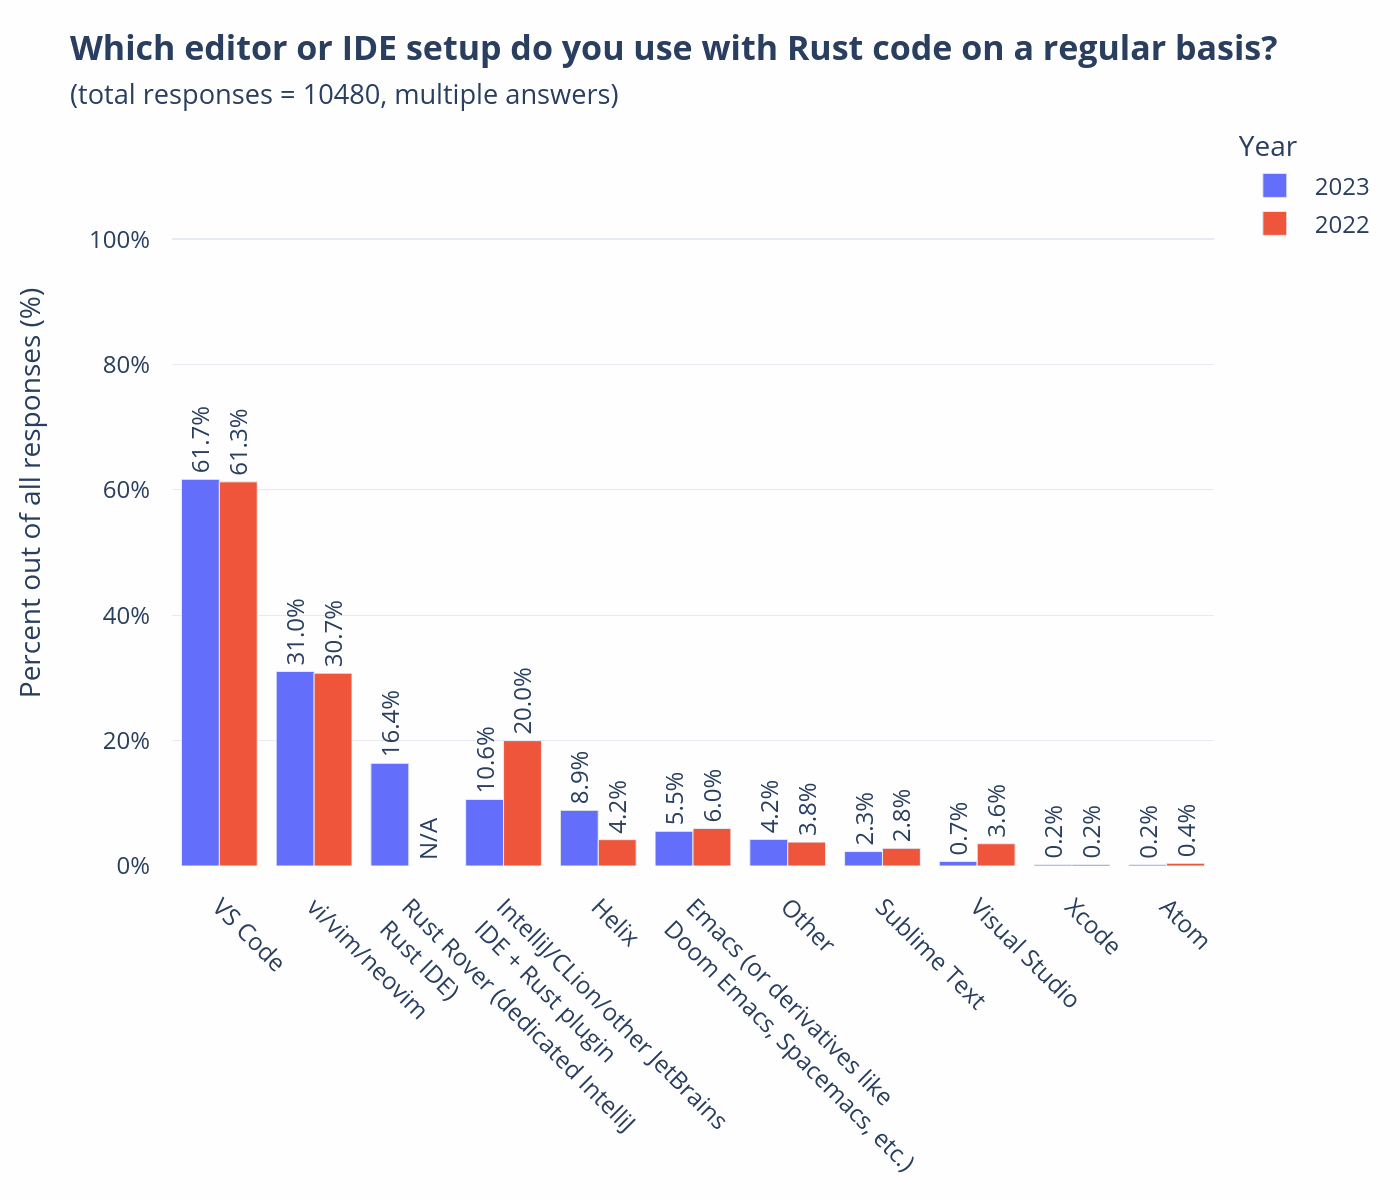 Which editor or IDE setup do you use with Rust code on a regular basis?
(total responses = 10480, multiple answers)
Year
2023
2022
Percent out of all responses (%)
100%
80%
60%
40%
20%
0%
61.7%
61.3%
31.0%
30.7%
16.4%
N/A
10.6%
20.0%
8.9%
4.2%
5.5%
6.0%
4.2%
3.8%
2.3%
2.8%
0.7%
3.6%
0.2%
0.2%
0.2%
0.4%
VS Code
vi/vim/neovim
Rust Rover (dedicated IntelliJ
Rust IDE)
IntelliJ/CLion/other JetBrains
IDE + Rust plugin
Helix
Emacs (or derivatives like
Doom Emacs, Spacemacs, etc.)
Other
Sublime Text
Visual Studio
Xcode
Atom